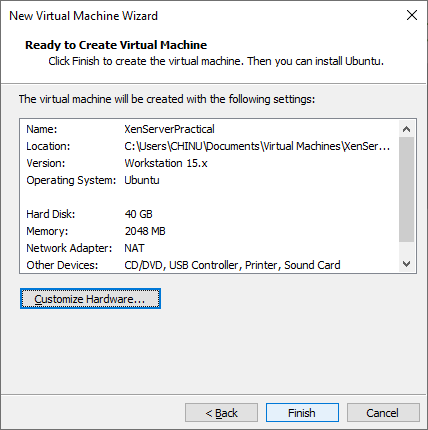 New Virtual Machine Wizard
Ready to Create Virtual Machine
Click Finish to create the virtual machine. Then you can install Ubuntu.
The virtual machine will be created with the following settings:
Name: XenServerPractical
Location: C:\Users\CHINU\Documents\Virtual Machines\XenSer...
Version: Workstation 15.x
Operating System: Ubuntu
Hard Disk: 40 GB
Memory: 2048 MB
Network Adapter: NAT
Other Devices: CD/DVD, USB Controller, Printer, Sound Card
Customize Hardware...
< Back Finish Cancel